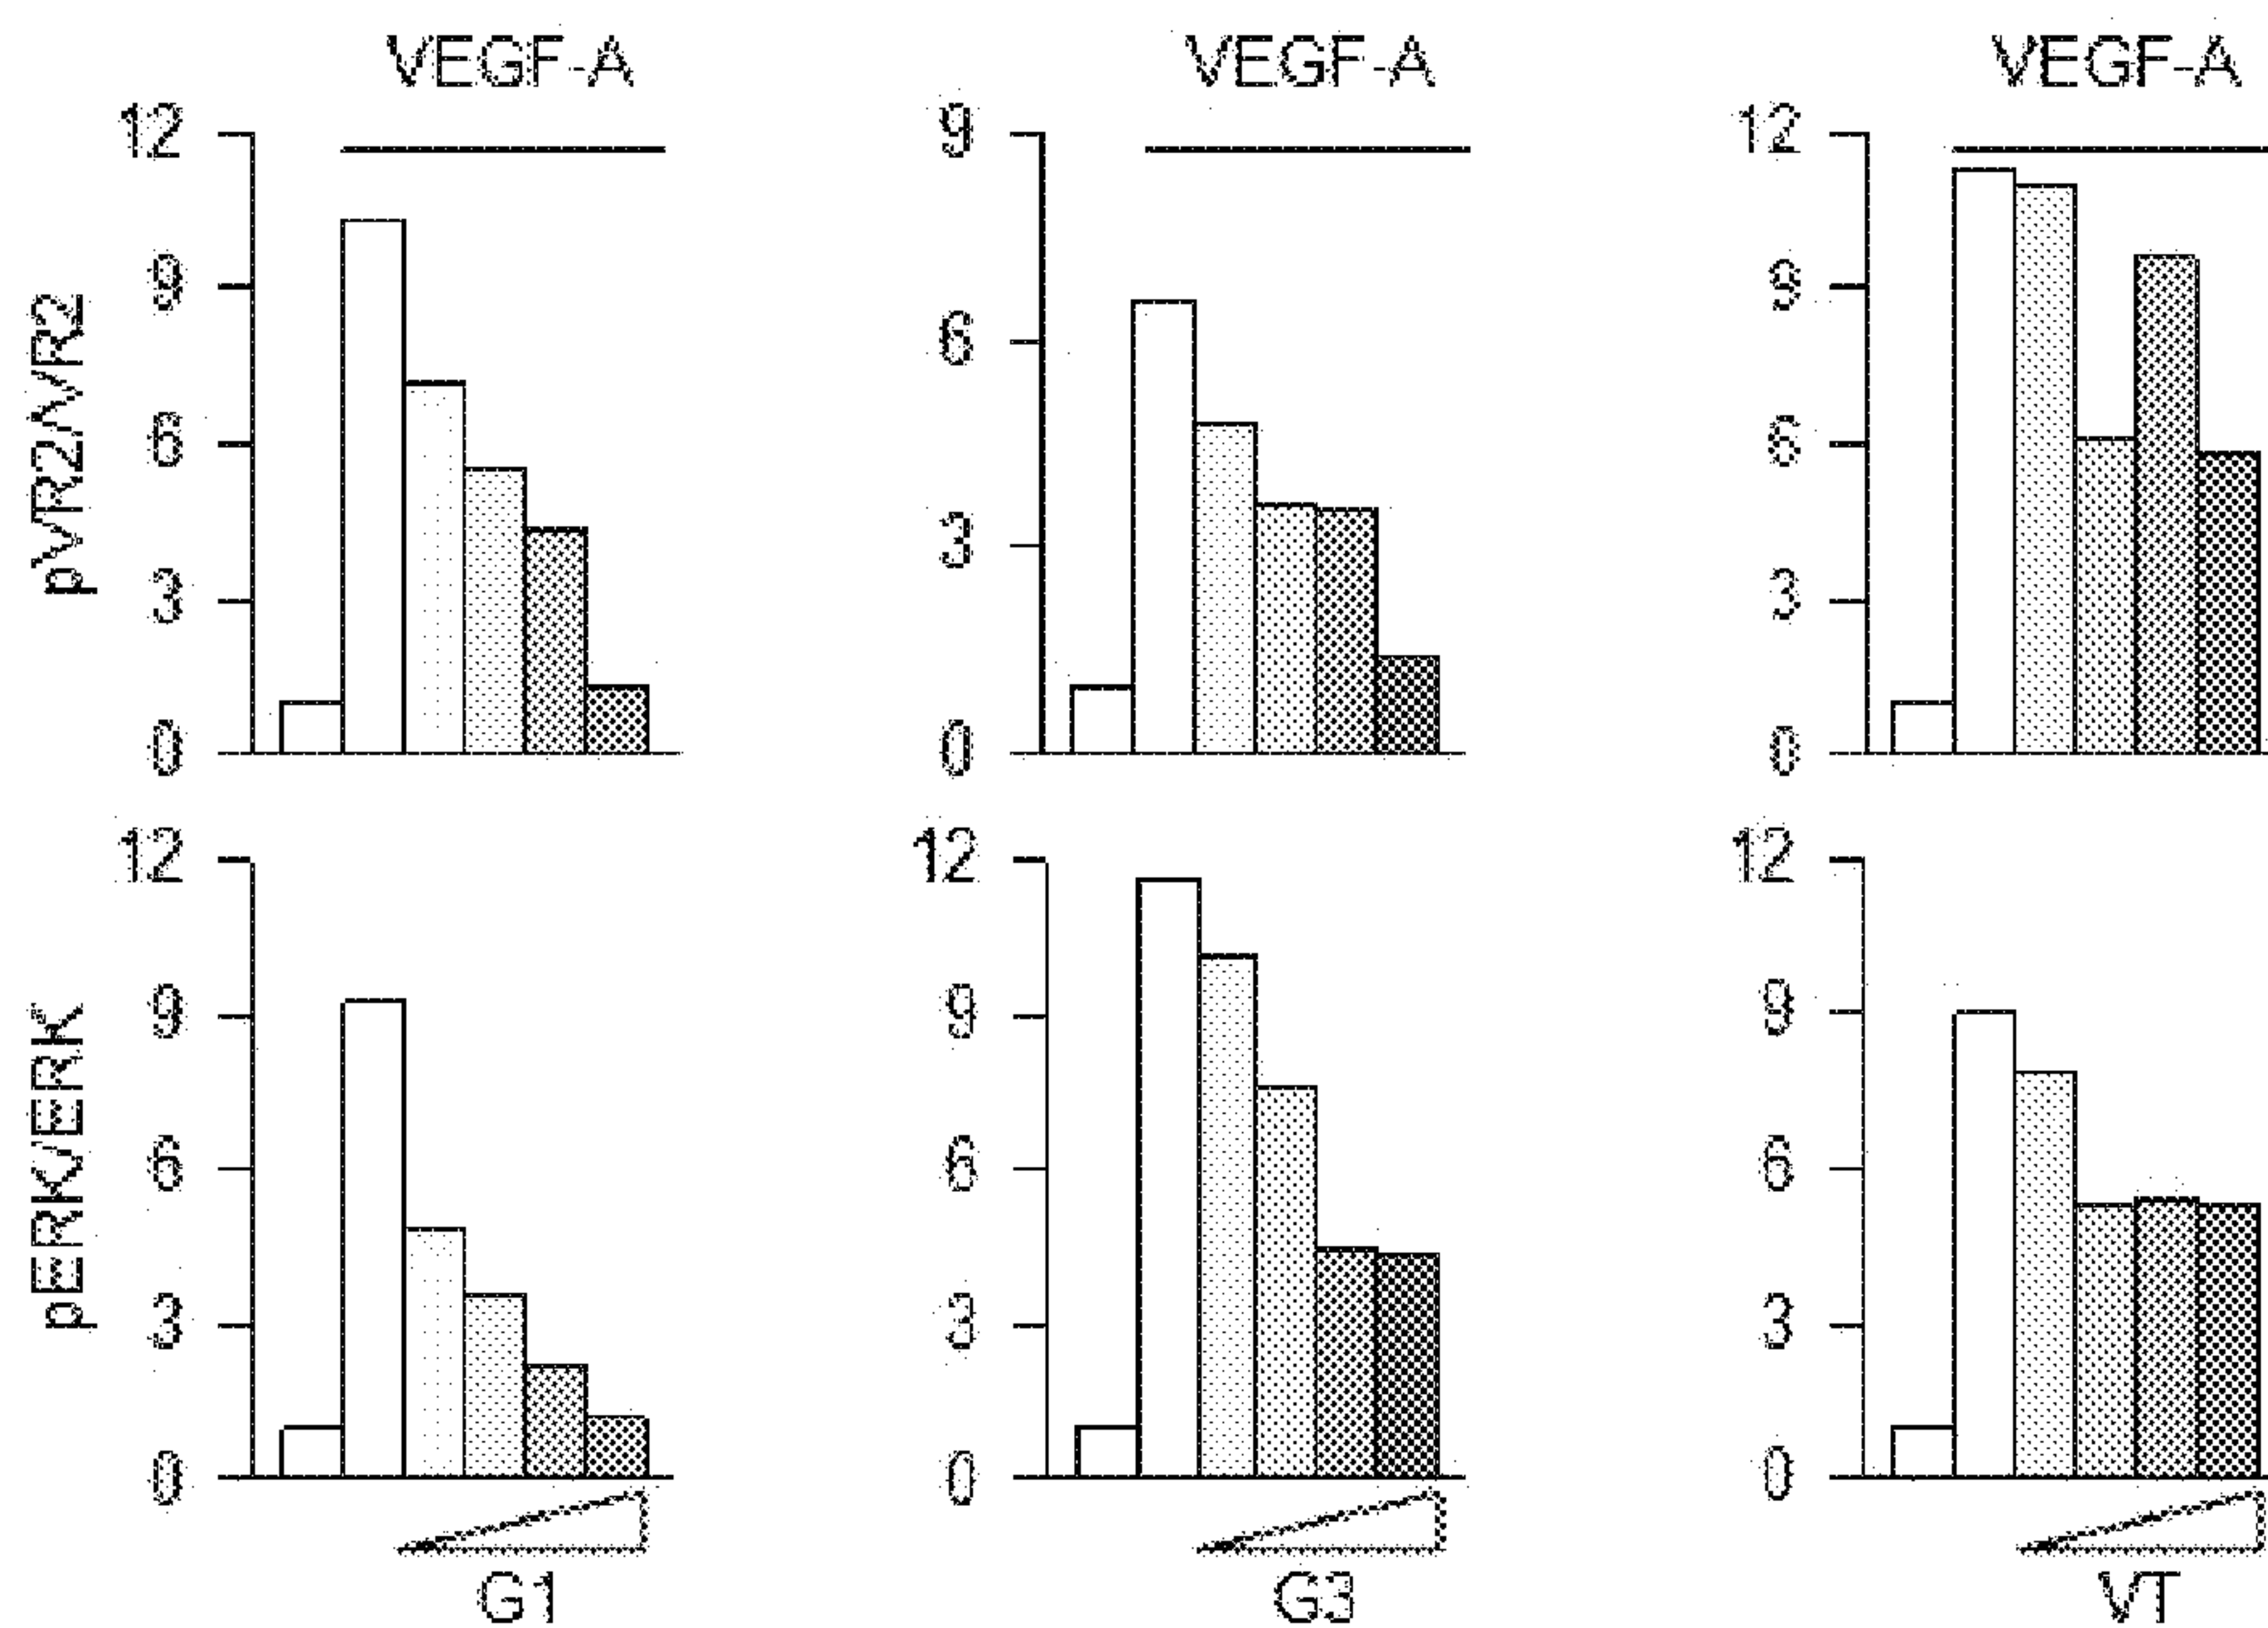 VEGF-A VEGF-A VEGF-A
12 9 12
9 6 9
6 3 6
3 3
0 0 0
pVR2/VR2
12 12 12
9 9 9
6 6 6
3 3 3
0 0 0
pERK/ERK
G1 G3 VT